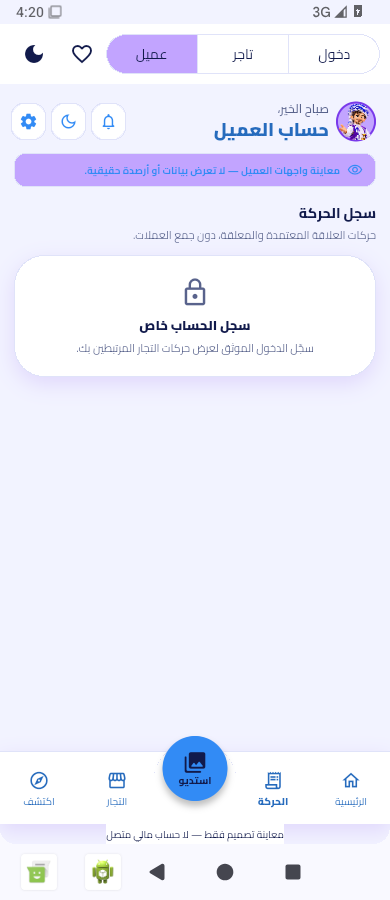 4:20
3G
دخول
تاجر
عميل
صباح الخير،
حساب العميل
معاينة واجهات العميل — لا تعرض بيانات أو أرصدة حقيقية.
سجل الحركة
حركات العلاقة المعتمدة والمعلقة، دون جمع العملات.
سجل الحساب خاص
سجّل الدخول الموثق لعرض حركات التجار المرتبطين بك.
الرئيسية
الحركة
استديو
التجار
اكتشف
معاينة تصميم فقط — لا حساب مالي متصل